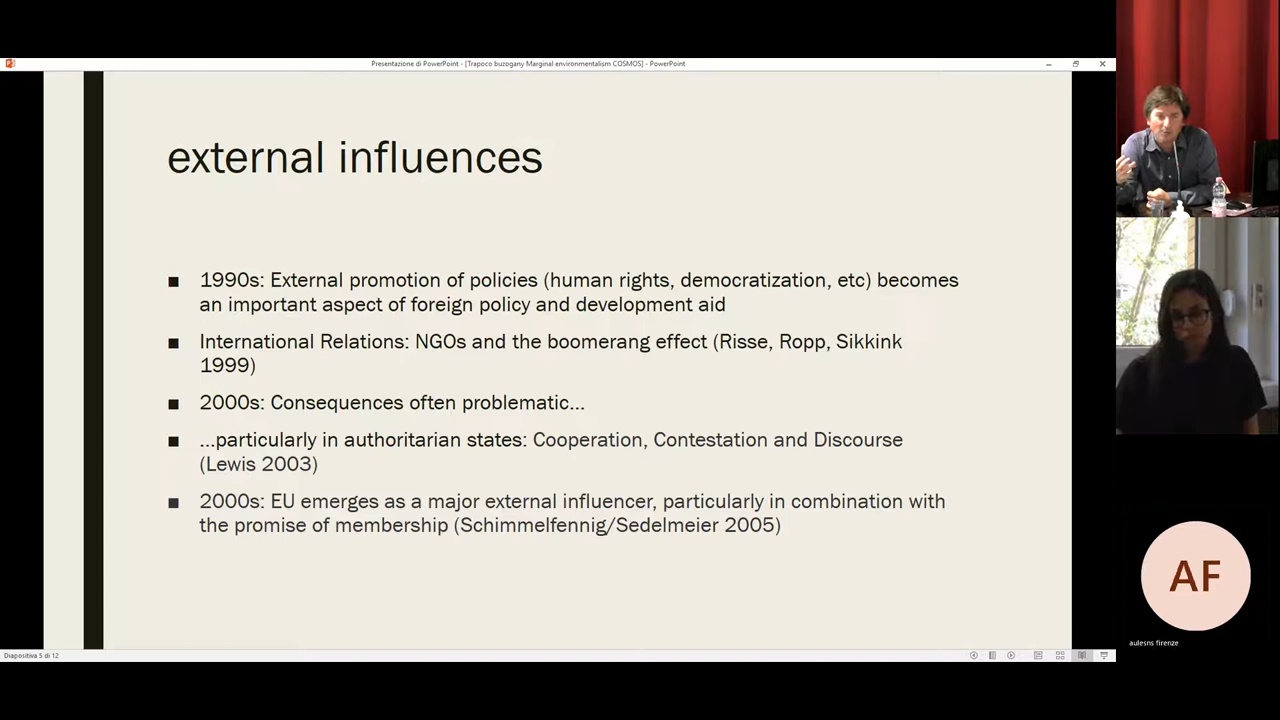 Presentazione di PowerPoint - [Trapoco buzogany Marginal environmentalism COSMOS] - PowerPoint
external influences
■ 1990s: External promotion of policies (human rights, democratization, etc) becomes
an important aspect of foreign policy and development aid
■ International Relations: NGOs and the boomerang effect (Risse, Ropp, Sikkink
1999)
■ 2000s: Consequences often problematic...
■ ...particularly in authoritarian states: Cooperation, Contestation and Discourse
(Lewis 2003)
■ 2000s: EU emerges as a major external influencer, particularly in combination with
the promise of membership (Schimmelfennig/Sedelmeier 2005)
AF
aulesns firenze
Diapositiva 5 di 12